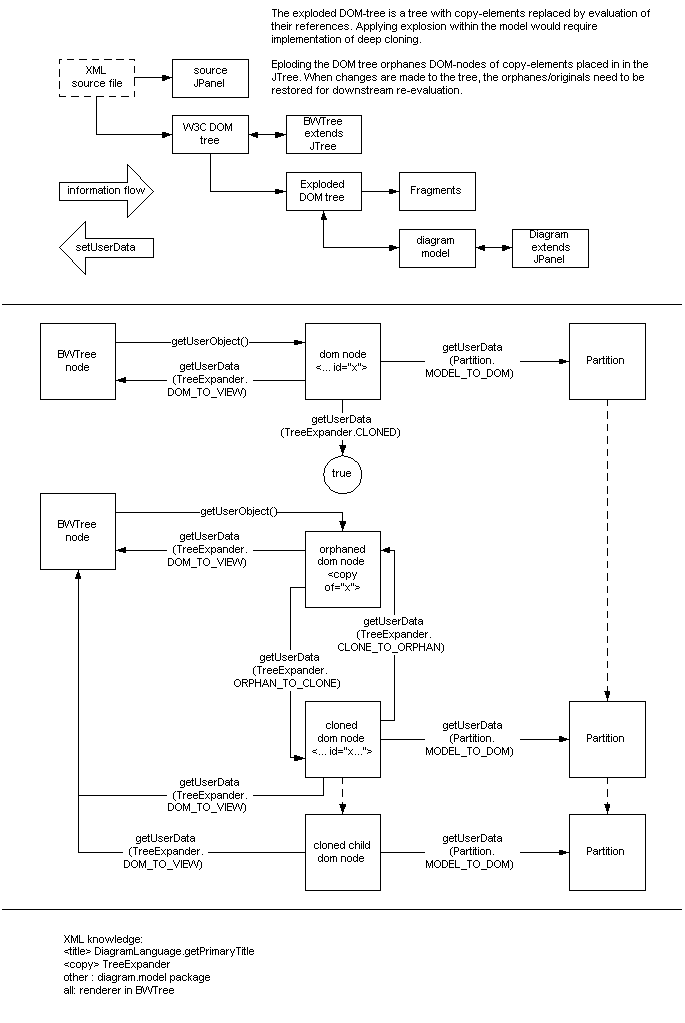 The exploded DOM-tree is a tree with copy-elements replaced by evaluation of
their references. Applying explosion within the model would require
implementation of deep cloning.
Eploding the DOM tree orphanes DOM-nodes of copy-elements placed in in the
JTree. When changes are made to the tree, the orphanes/originals need to be
restored for downstream re-evaluation.
XML
source file
source
JPanel
W3C DOM
tree
BWTree
extends
JTree
information flow
Exploded
DOM tree
Fragments
setUserData
diagram
model
Diagram
extends
JPanel
BWTree
node
getUserObject()
getUserData
(TreeExpander.
DOM_TO_VIEW)
dom node
<... id="x">
getUserData
(Partition.
MODEL_TO_DOM)
Partition
getUserData
(TreeExpander.CLONED)
true
BWTree
node
getUserObject()
getUserData
(TreeExpander.
DOM_TO_VIEW)
orphaned
dom node
<copy
of="x">
getUserData
(TreeExpander.
CLONE_TO_ORPHAN)
getUserData
(TreeExpander.
ORPHAN_TO_CLONE)
cloned
dom node
<... id="x...">
getUserData
(Partition.
MODEL_TO_DOM)
Partition
getUserData
(TreeExpander.
DOM_TO_VIEW)
getUserData
(TreeExpander.
DOM_TO_VIEW)
cloned child
dom node
getUserData
(Partition.
MODEL_TO_DOM)
Partition
XML knowledge:
<title> DiagramLanguage.getPrimaryTitle
<copy> TreeExpander
other : diagram.model package
all: renderer in BWTree